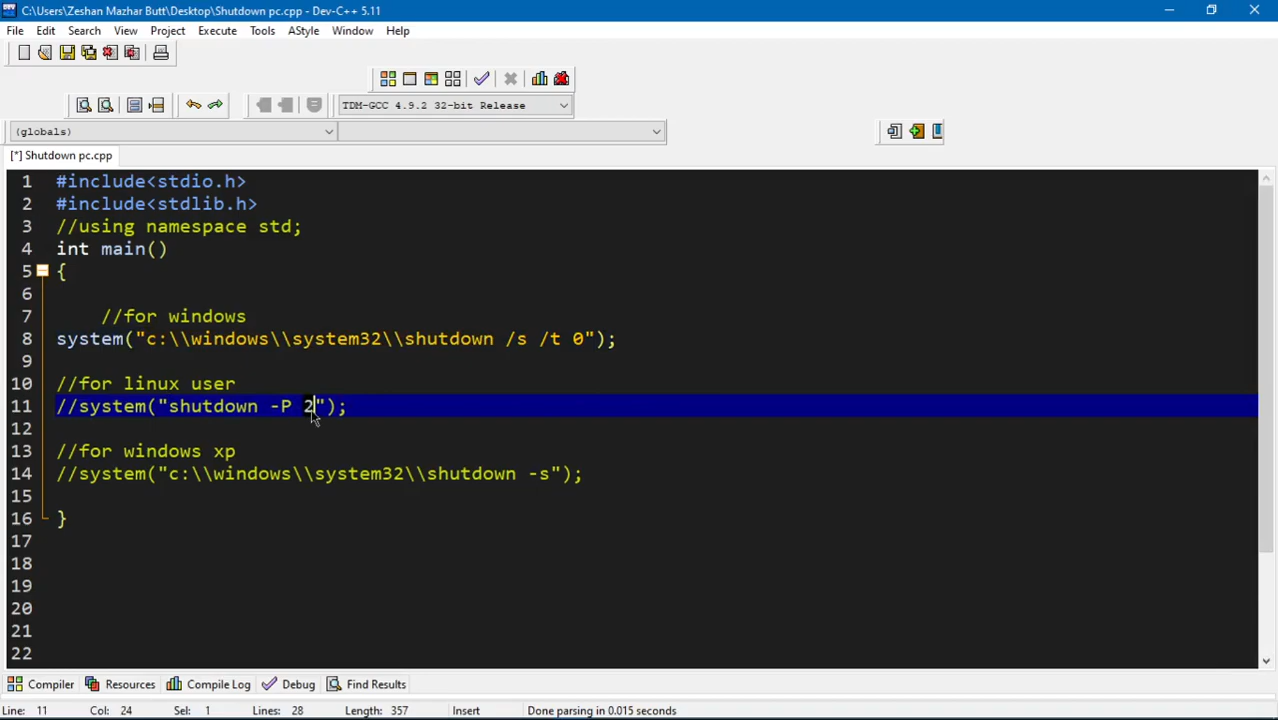 C:\Users\Zeshan Mazhar Butt\Desktop\Shutdown pc.cpp - Dev-C++ 5.11
File Edit Search View Project Execute Tools AStyle Window Help
TDM-GCC 4.9.2 32-bit Release
(globals)
[*] Shutdown pc.cpp
1 #include<stdio.h>
2 #include<stdlib.h>
3 //using namespace std;
4 int main()
5 {
6
7 //for windows
8 system("c:\\windows\\system32\\shutdown /s /t 0");
9
10 //for linux user
11 //system("shutdown -P 2");
12
13 //for windows xp
14 //system("c:\\windows\\system32\\shutdown -s");
15
16 }
17
18
19
20
21
22
Compiler Resources Compile Log Debug Find Results
Line: 11 Col: 24 Sel: 1 Lines: 28 Length: 357 Insert Done parsing in 0.015 seconds